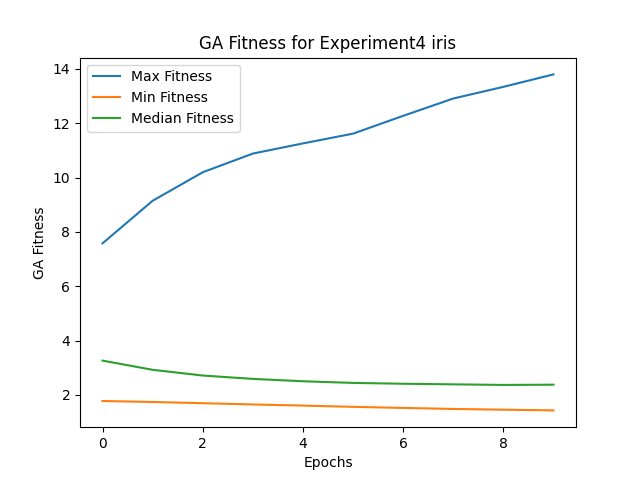 GA Fitness for Experiment4 iris
Max Fitness
Min Fitness
Median Fitness
GA Fitness
14
12
10
8
6
4
2
0 2 4 6 8
Epochs